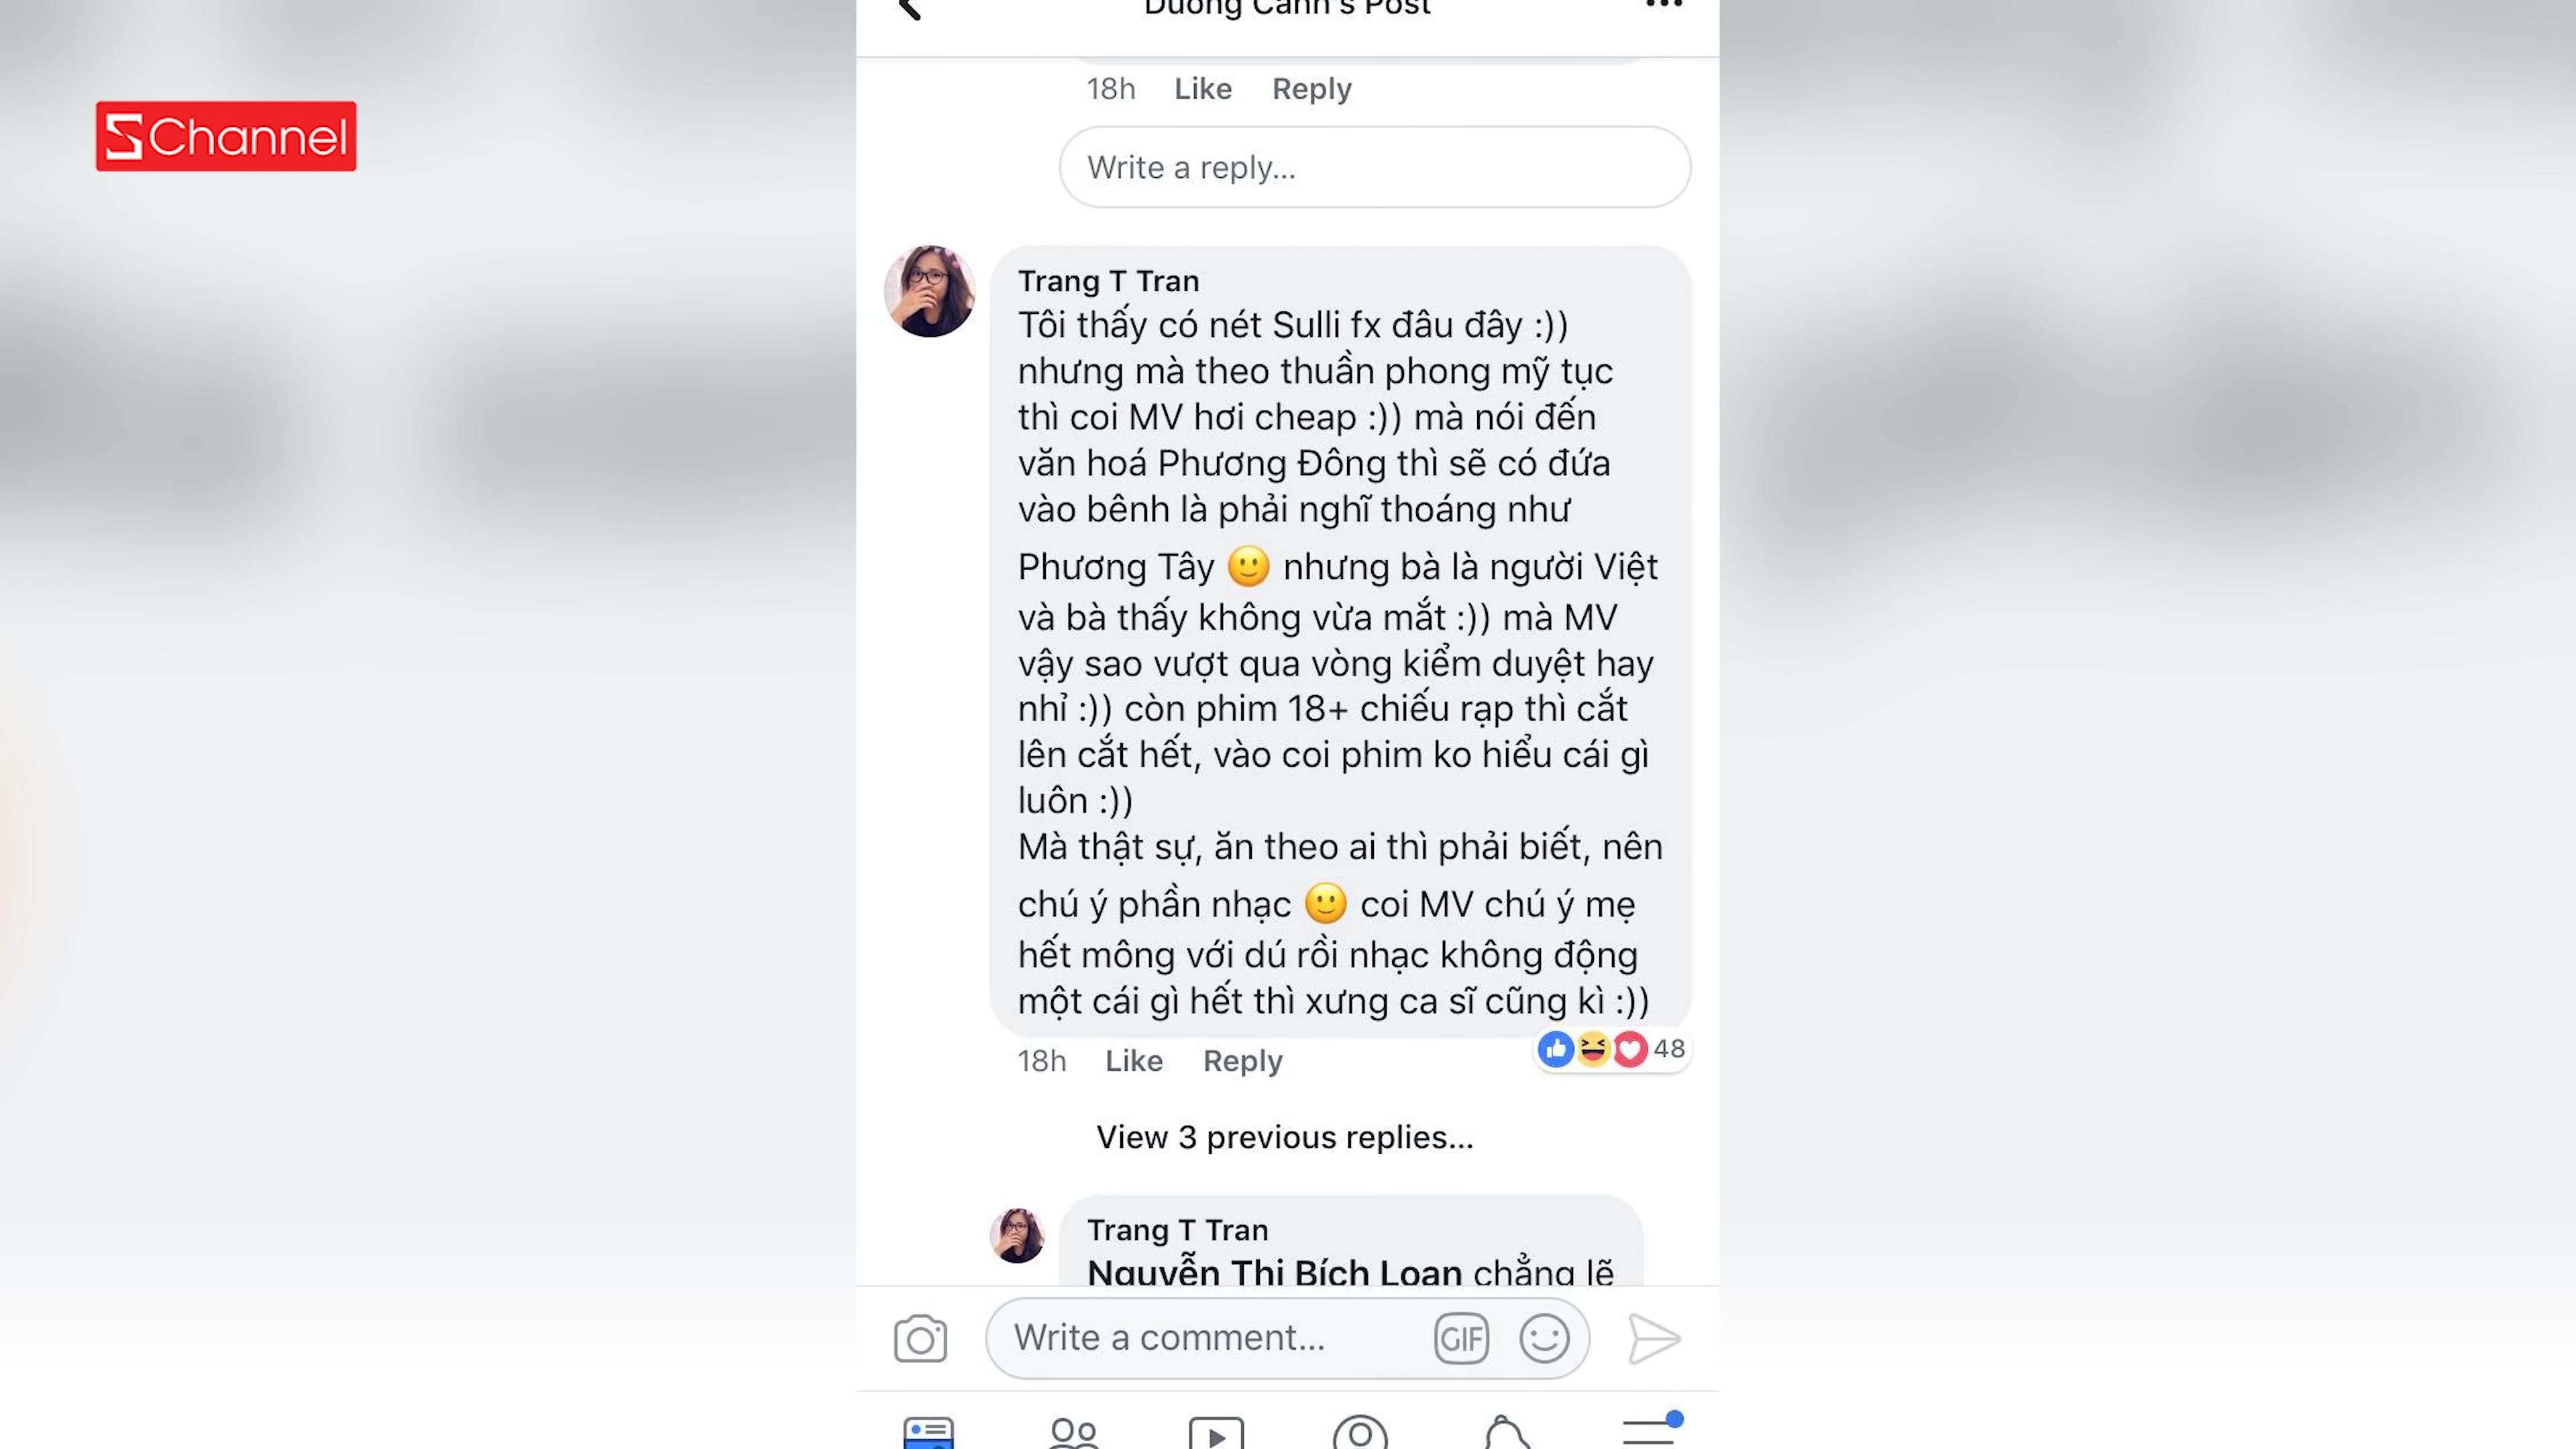 Dương Cành's Post
SChannel
18h Like Reply
Write a reply...
Trang T Tran
Tôi thấy có nét Sulli fx đâu đây :))
nhưng mà theo thuần phong mỹ tục
thì coi MV hơi cheap :)) mà nói đến
văn hoá Phương Đông thì sẽ có đứa
vào bênh là phải nghĩ thoáng như
Phương Tây 🙂 nhưng bà là người Việt
và bà thấy không vừa mắt :)) mà MV
vậy sao vượt qua vòng kiểm duyệt hay
nhỉ :)) còn phim 18+ chiếu rạp thì cắt
lên cắt hết, vào coi phim ko hiểu cái gì
luôn :))
Mà thật sự, ăn theo ai thì phải biết, nên
chú ý phần nhạc 🙂 coi MV chú ý mẹ
hết mông với dú rồi nhạc không động
một cái gì hết thì xưng ca sĩ cũng kì :))
18h Like Reply 48
View 3 previous replies...
Trang T Tran
Nguyễn Thị Bích Loan chẳng lẽ
Write a comment... GIF